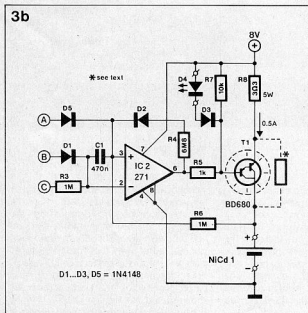 3b
8V
* see text
D4
R7
10k
R8
3Ω3
5W
0.5A
A
D5
D2
D3
R4
6M8
T1
*
B
D1
C1
470n
3
+
7
IC 2
271
6
R5
1k
C
R3
1M
2
-
4
8
BD680
R6
1M
+
NiCd 1
-
D1...D3, D5 = 1N4148